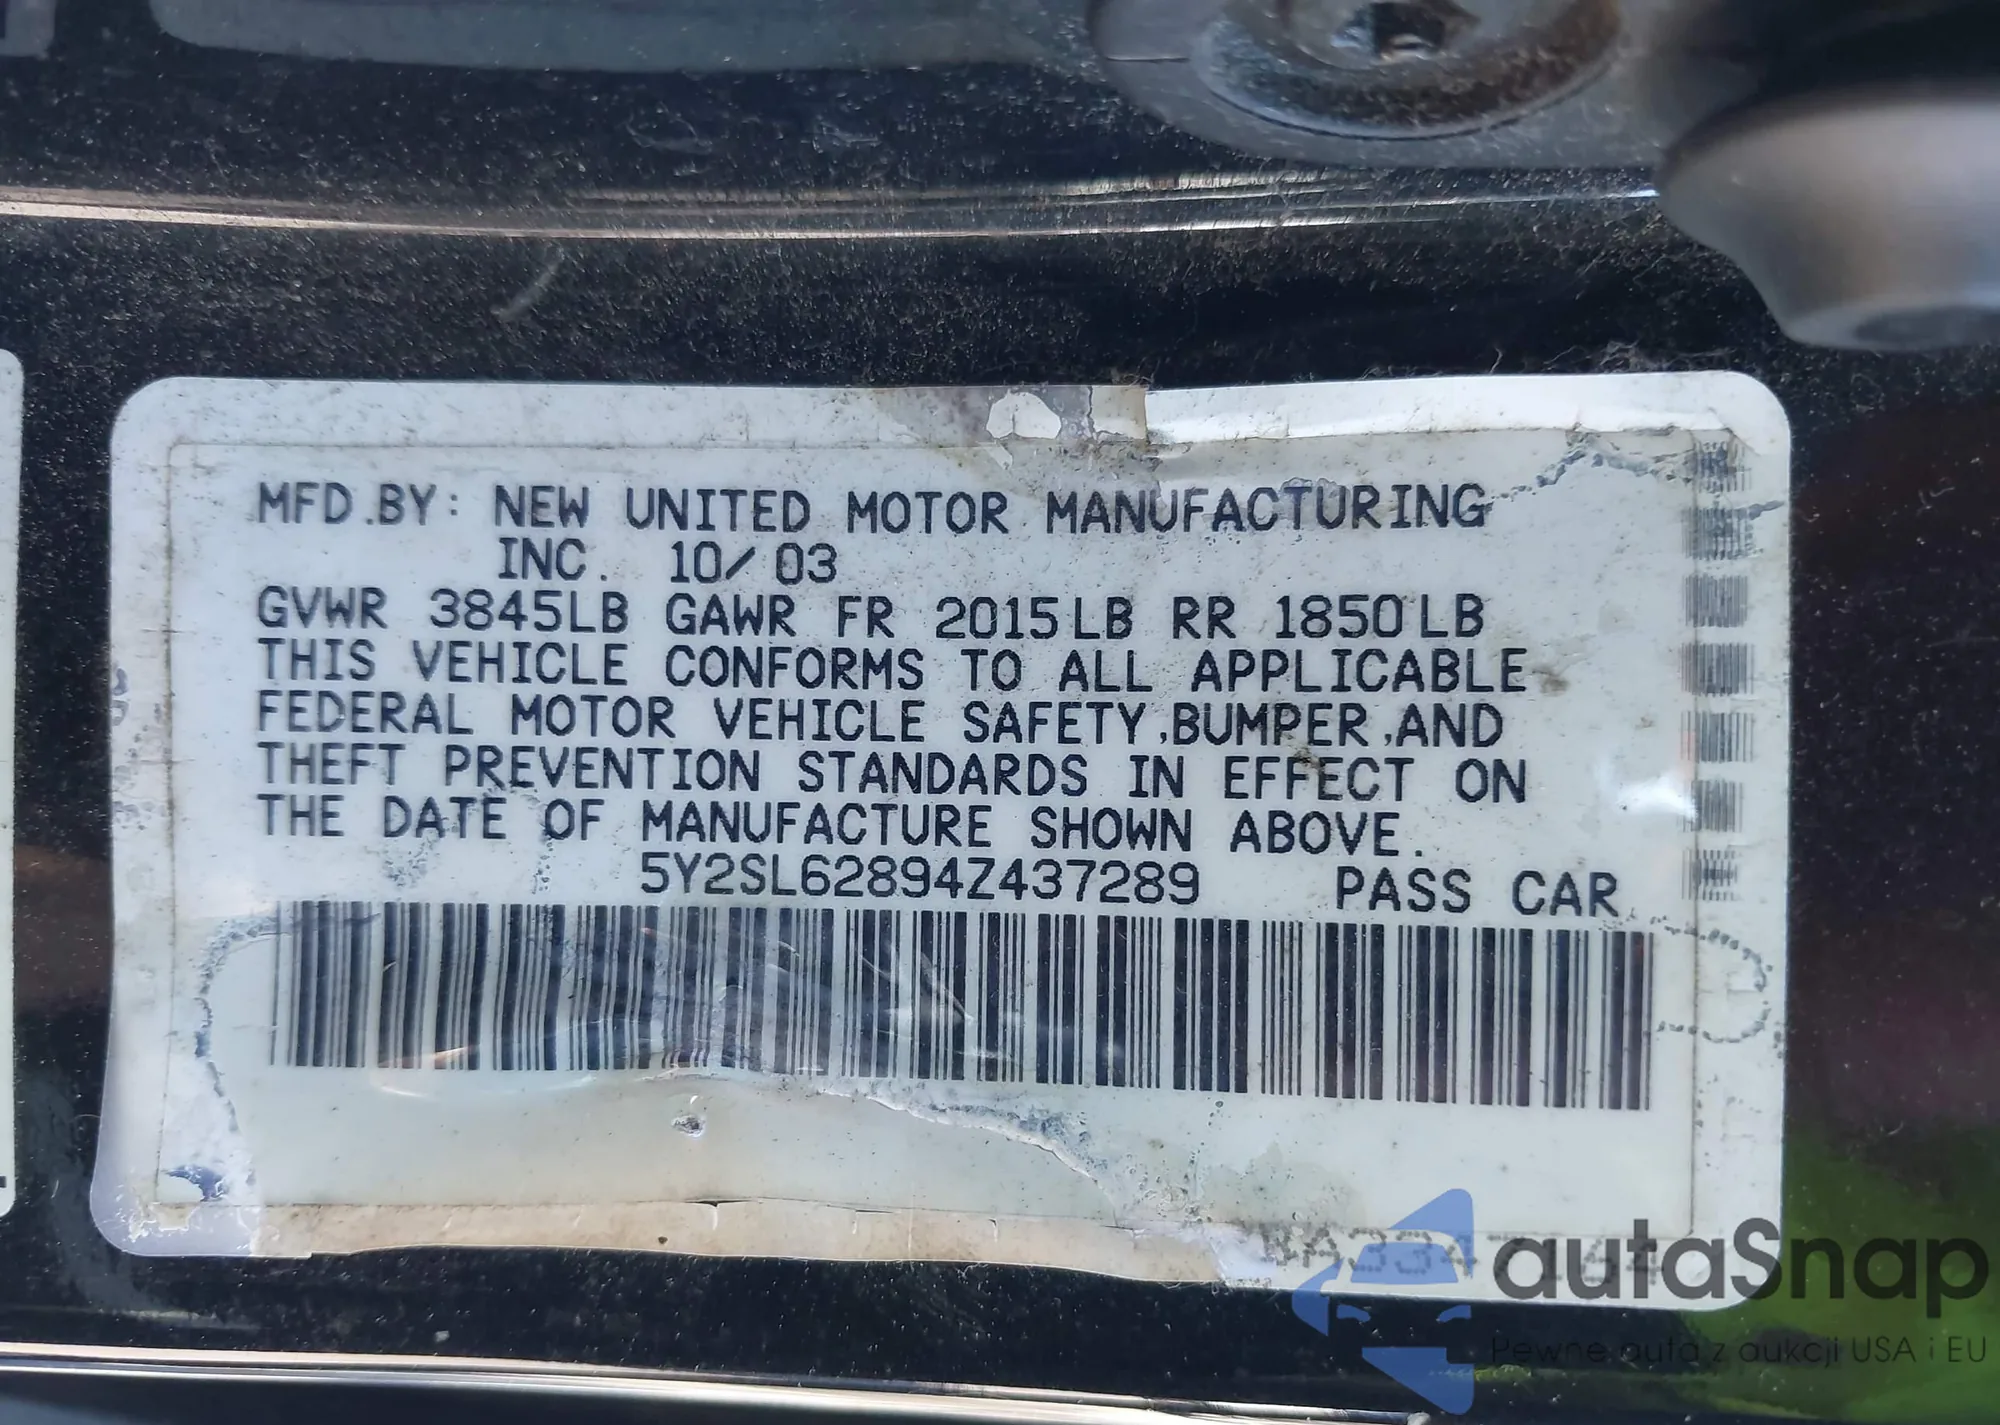 MFD.BY: NEW UNITED MOTOR MANUFACTURING
INC. 10/03
GVWR 3845LB GAWR FR 2015LB RR 1850LB
THIS VEHICLE CONFORMS TO ALL APPLICABLE
FEDERAL MOTOR VEHICLE SAFETY,BUMPER,AND
THEFT PREVENTION STANDARDS IN EFFECT ON
THE DATE OF MANUFACTURE SHOWN ABOVE.
5Y2SL62894Z437289 PASS CAR
autaSnap
Pewne auta z aukcji USA i EU